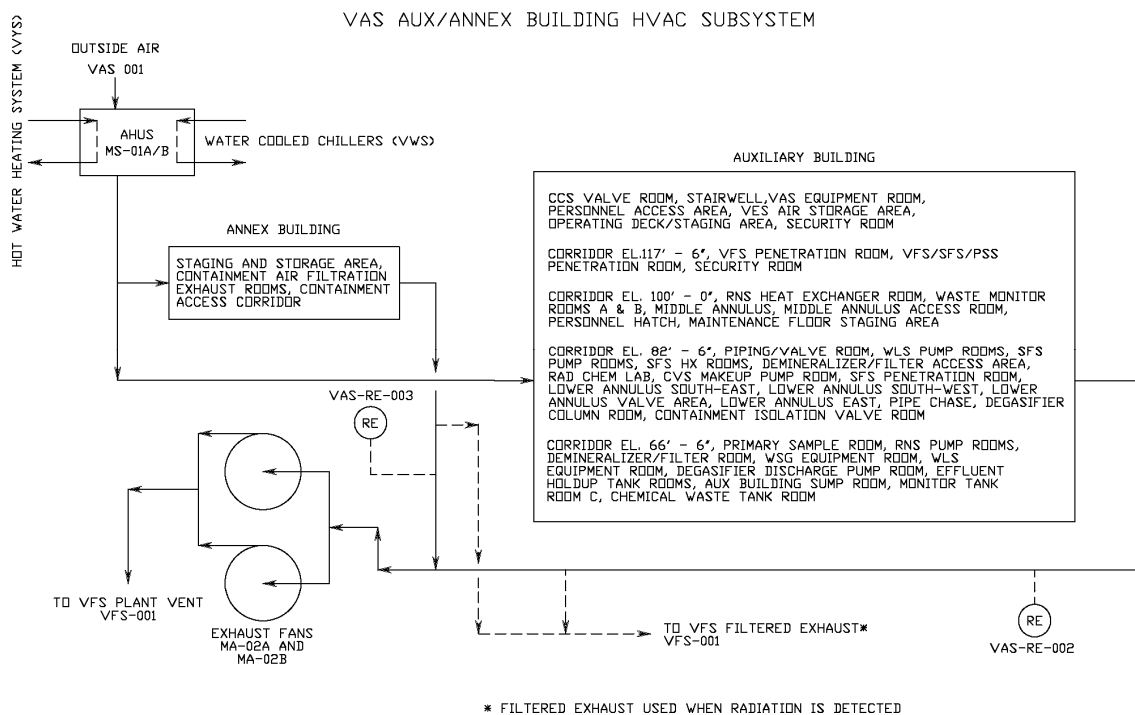 VAS AUX/ANNEX BUILDING HVAC SUBSYSTEM
HOT WATER HEATING SYSTEM (VYS)
OUTSIDE AIR
VAS 001
AHUS
MS-01A/B
WATER COOLED CHILLERS (VWS)
ANNEX BUILDING
STAGING AND STORAGE AREA,
CONTAINMENT AIR FILTRATION
EXHAUST ROOMS, CONTAINMENT
ACCESS CORRIDOR
AUXILIARY BUILDING
CCS VALVE ROOM, STAIRWELL,VAS EQUIPMENT ROOM,
PERSONNEL ACCESS AREA, VES AIR STORAGE AREA,
OPERATING DECK/STAGING AREA, SECURITY ROOM
CORRIDOR EL.117' - 6", VFS PENETRATION ROOM, VFS/SFS/PSS
PENETRATION ROOM, SECURITY ROOM
CORRIDOR EL. 100' - 0", RNS HEAT EXCHANGER ROOM, WASTE MONITOR
ROOMS A & B, MIDDLE ANNULUS, MIDDLE ANNULUS ACCESS ROOM,
PERSONNEL HATCH, MAINTENANCE FLOOR STAGING AREA
CORRIDOR EL. 82' - 6", PIPING/VALVE ROOM, WLS PUMP ROOMS, SFS
PUMP ROOMS, SFS HX ROOMS, DEMINERALIZER/FILTER ACCESS AREA,
RAD CHEM LAB, CVS MAKEUP PUMP ROOM, SFS PENETRATION ROOM,
LOWER ANNULUS SOUTH-EAST, LOWER ANNULUS SOUTH-WEST, LOWER
ANNULUS VALVE AREA, LOWER ANNULUS EAST, PIPE CHASE, DEGASIFIER
COLUMN ROOM, CONTAINMENT ISOLATION VALVE ROOM
CORRIDOR EL. 66' - 6", PRIMARY SAMPLE ROOM, RNS PUMP ROOMS,
DEMINERALIZER/FILTER ROOM, WSG EQUIPMENT ROOM, WLS
EQUIPMENT ROOM, DEGASIFIER DISCHARGE PUMP ROOM, EFFLUENT
HOLDUP TANK ROOMS, AUX BUILDING SUMP ROOM, MONITOR TANK
ROOM C, CHEMICAL WASTE TANK ROOM
VAS-RE-003
RE
TO VFS PLANT VENT
VFS-001
EXHAUST FANS
MA-02A AND
MA-02B
TO VFS FILTERED EXHAUST*
VFS-001
RE
VAS-RE-002
* FILTERED EXHAUST USED WHEN RADIATION IS DETECTED